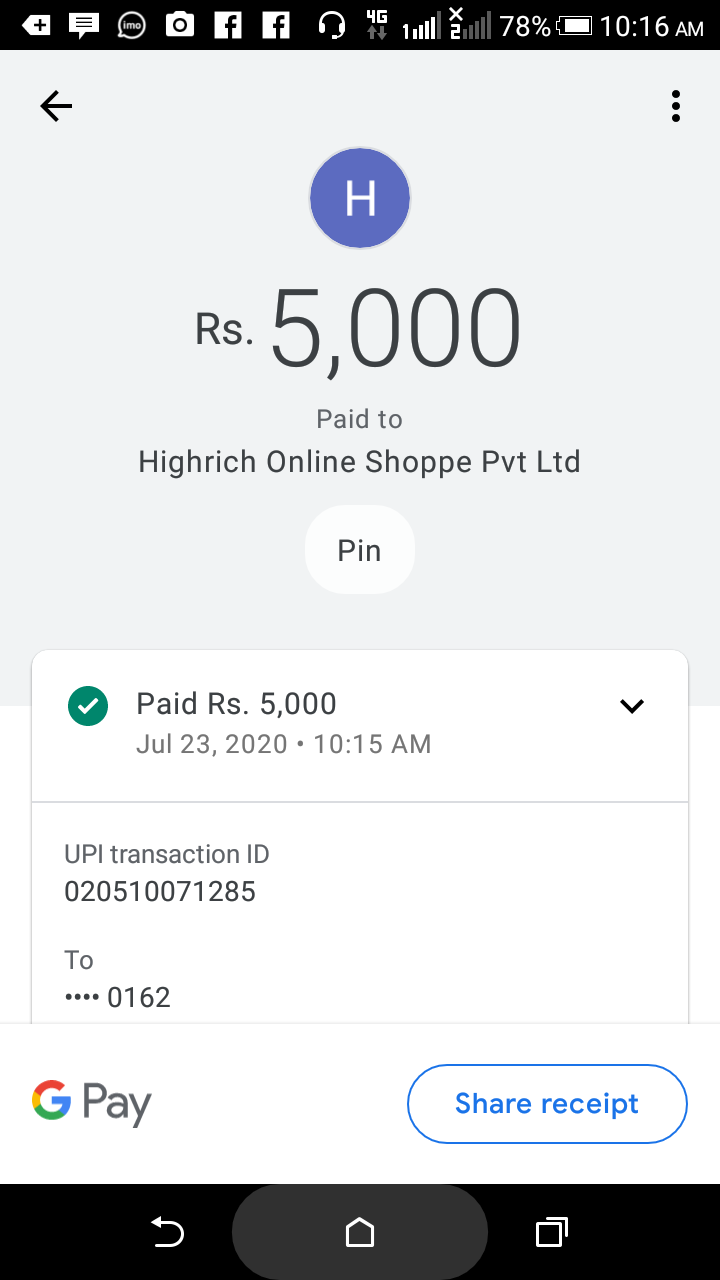 imo 4G 1 2 78% 10:16 AM
H
Rs. 5,000
Paid to
Highrich Online Shoppe Pvt Ltd
Pin
Paid Rs. 5,000
Jul 23, 2020 • 10:15 AM
UPI transaction ID
020510071285
To
•••• 0162
G Pay
Share receipt